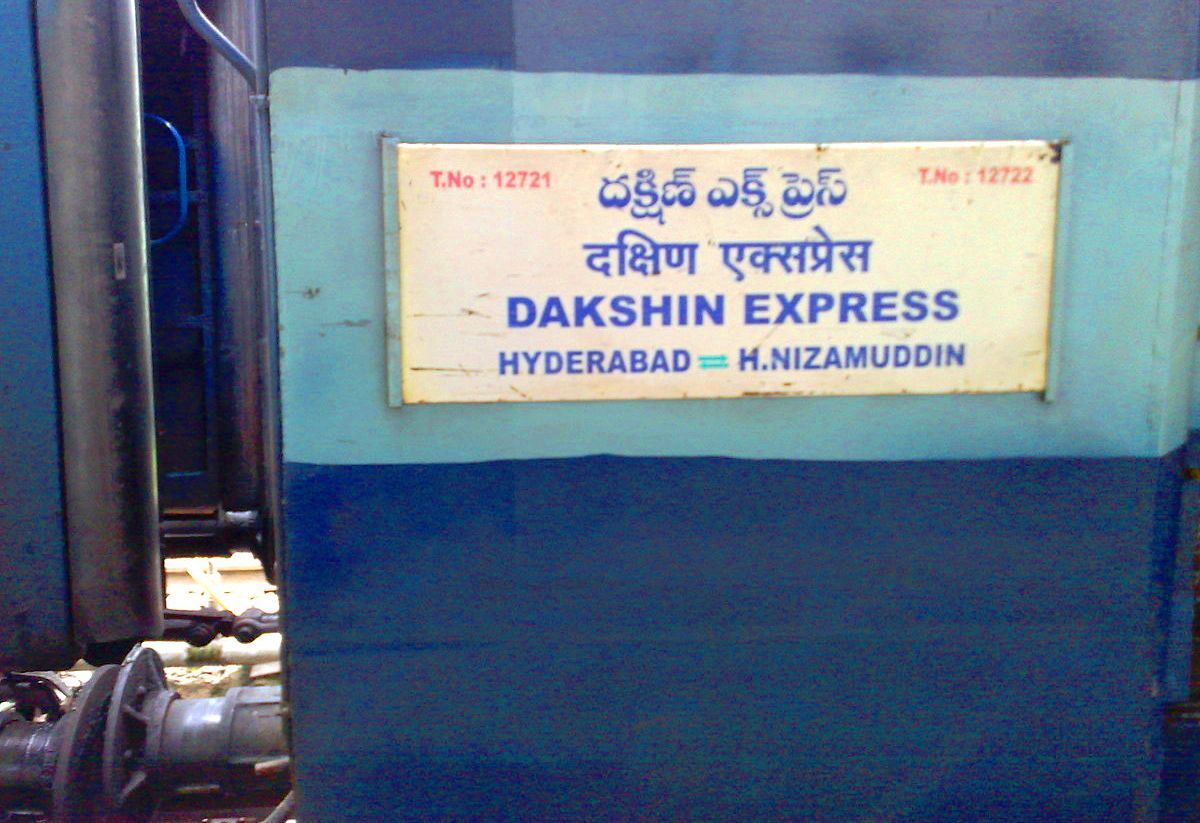 T.No : 12721 దక్షిణ్ ఎక్స్ ప్రెస్ T.No : 12722
दक्षिण एक्सप्रेस
DAKSHIN EXPRESS
HYDERABAD ⇌ H.NIZAMUDDIN